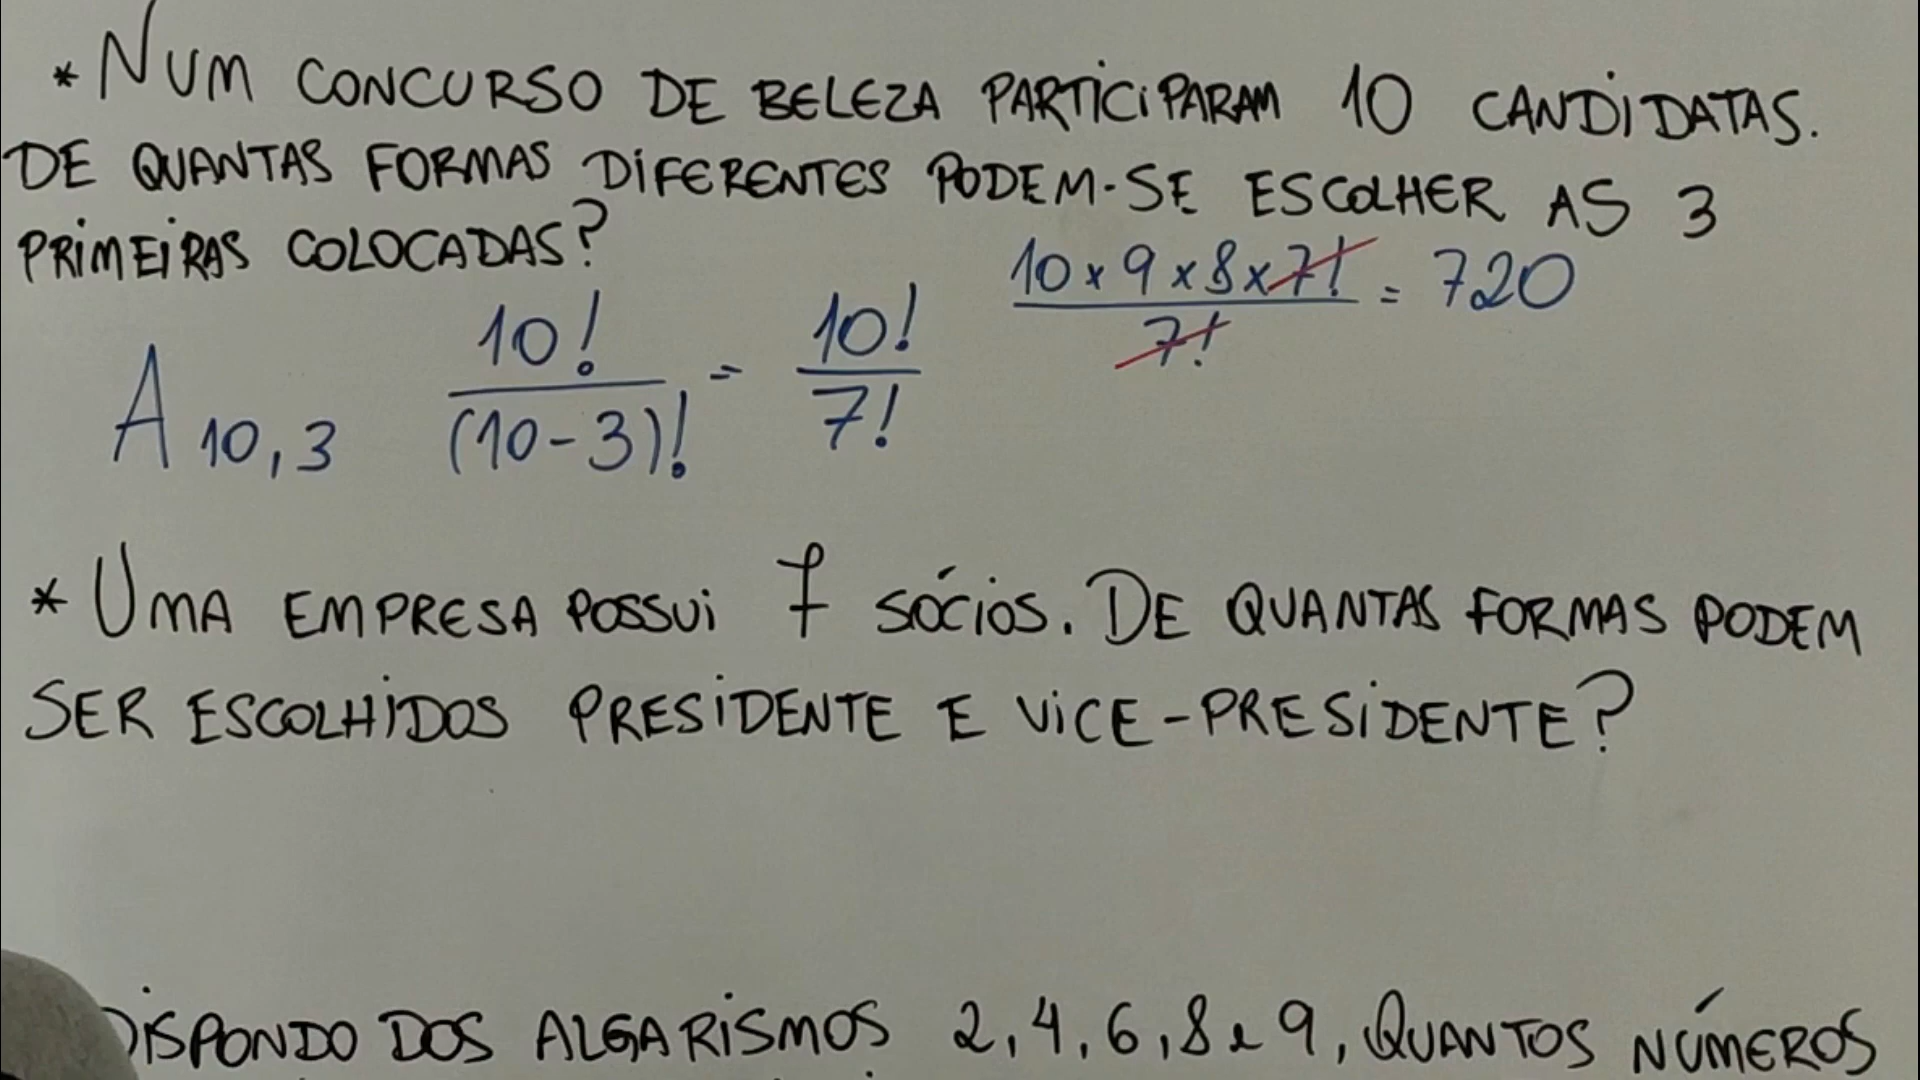 * NUM CONCURSO DE BELEZA PARTICIPARAM 10 CANDIDATAS.
DE QUANTAS FORMAS DIFERENTES PODEM-SE ESCOLHER AS 3
PRIMEIRAS COLOCADAS?
A 10,3 10!/(10-3)! = 10!/7! 10 x 9 x 8 x 7!/7! = 720
* UMA EMPRESA POSSUI 7 SÓCIOS. DE QUANTAS FORMAS PODEM
SER ESCOLHIDOS PRESIDENTE E VICE-PRESIDENTE?
DISPONDO DOS ALGARISMOS 2, 4, 6, 8 e 9, QUANTOS NÚMEROS